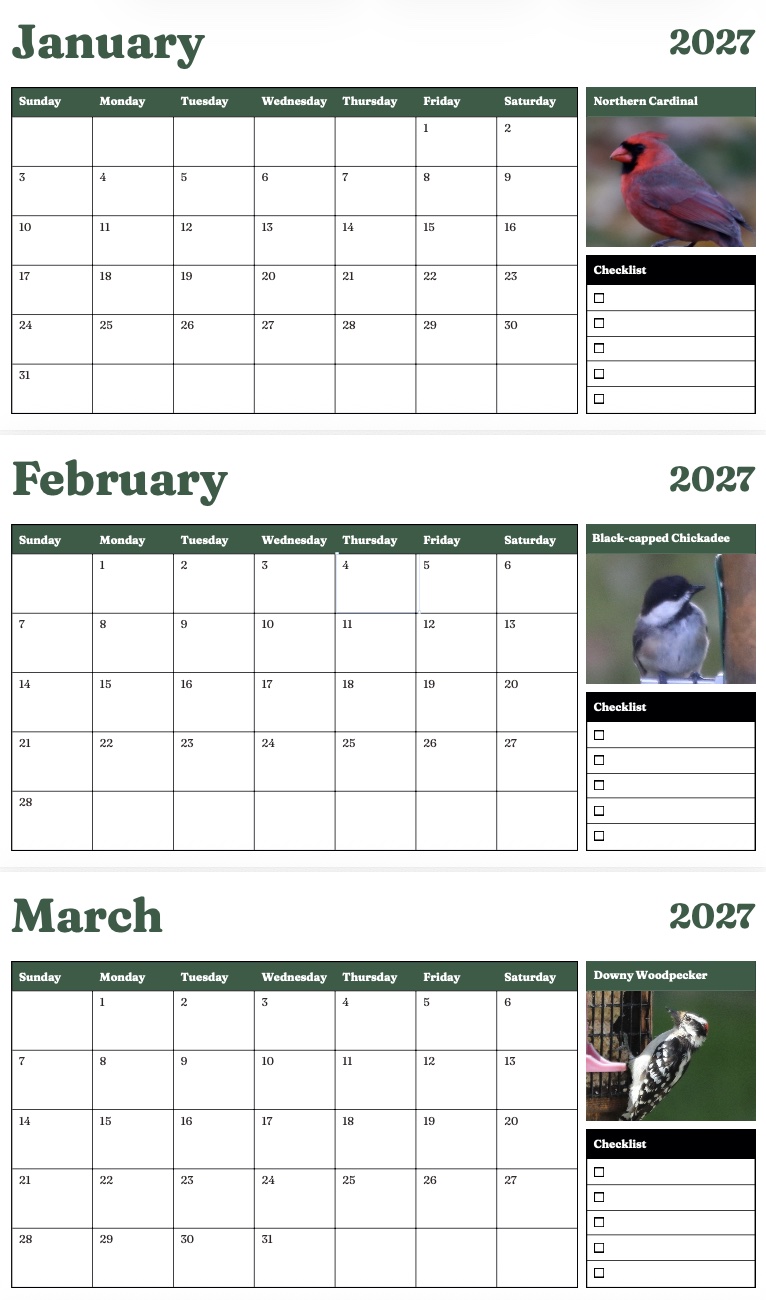 January 2027
Sunday Monday Tuesday Wednesday Thursday Friday Saturday
Northern Cardinal
1 2
3 4 5 6 7 8 9
10 11 12 13 14 15 16
17 18 19 20 21 22 23
24 25 26 27 28 29 30
31
Checklist
February 2027
Sunday Monday Tuesday Wednesday Thursday Friday Saturday
Black-capped Chickadee
1 2 3 4 5 6
7 8 9 10 11 12 13
14 15 16 17 18 19 20
21 22 23 24 25 26 27
28
Checklist
March 2027
Sunday Monday Tuesday Wednesday Thursday Friday Saturday
Downy Woodpecker
1 2 3 4 5 6
7 8 9 10 11 12 13
14 15 16 17 18 19 20
21 22 23 24 25 26 27
28 29 30 31
Checklist